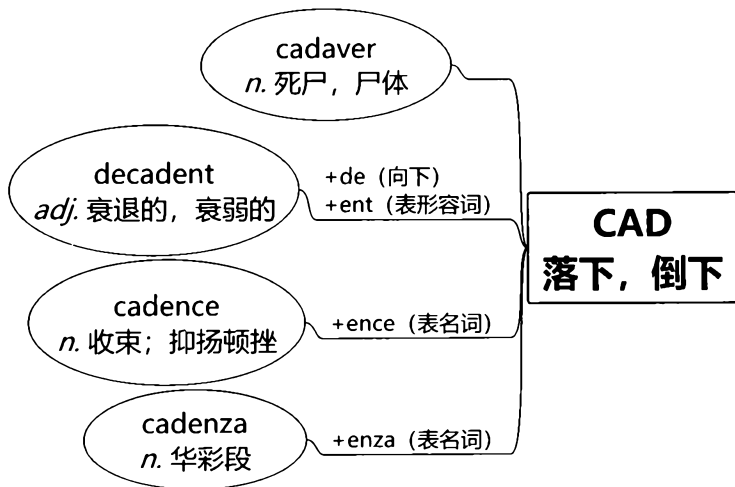 cadaver
n. 死尸，尸体
decadent
adj. 衰退的，衰弱的
+de（向下）
+ent（表形容词）
CAD
落下，倒下
cadence
n. 收束；抑扬顿挫
+ence（表名词）
cadenza
n. 华彩段
+enza（表名词）